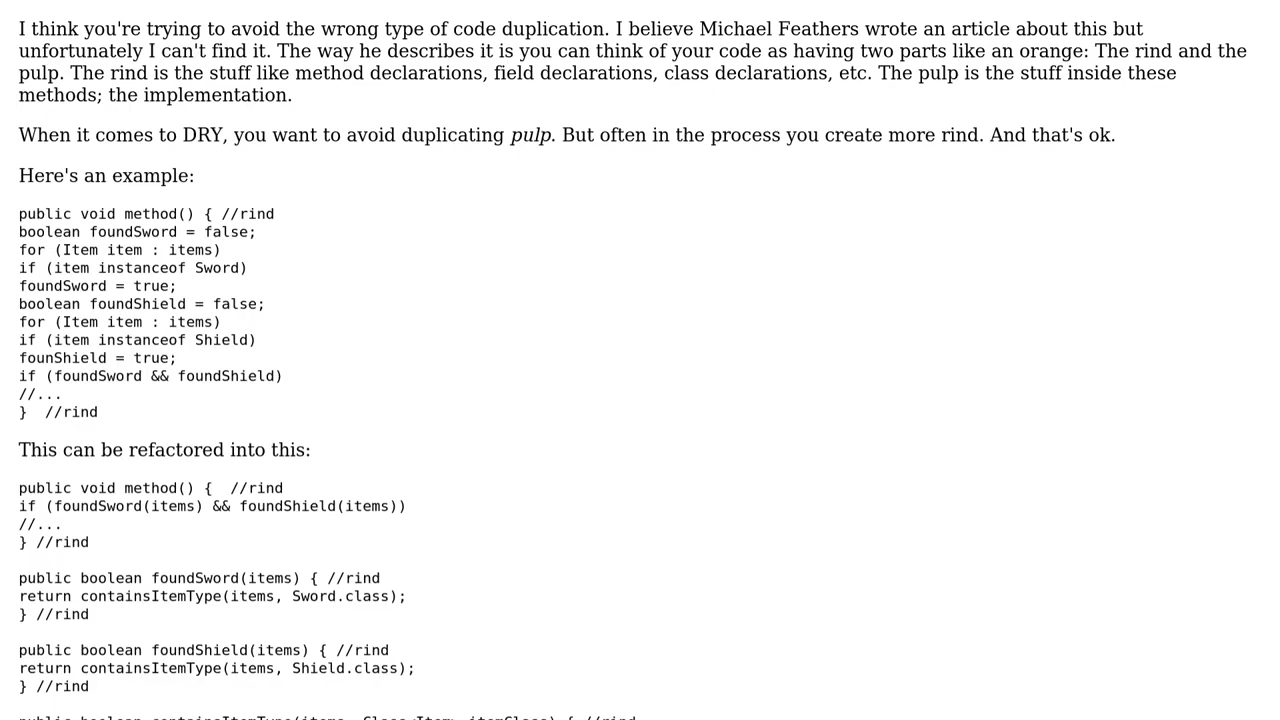 I think you're trying to avoid the wrong type of code duplication. I believe Michael Feathers wrote an article about this but
unfortunately I can't find it. The way he describes it is you can think of your code as having two parts like an orange: The rind and the
pulp. The rind is the stuff like method declarations, field declarations, class declarations, etc. The pulp is the stuff inside these
methods; the implementation.
When it comes to DRY, you want to avoid duplicating pulp. But often in the process you create more rind. And that's ok.
Here's an example:
public void method() { //rind
boolean foundSword = false;
for (Item item : items)
if (item instanceof Sword)
foundSword = true;
boolean foundShield = false;
for (Item item : items)
if (item instanceof Shield)
founShield = true;
if (foundSword && foundShield)
//...
}  //rind
This can be refactored into this:
public void method() {  //rind
if (foundSword(items) && foundShield(items))
//...
} //rind
public boolean foundSword(items) { //rind
return containsItemType(items, Sword.class);
} //rind
public boolean foundShield(items) { //rind
return containsItemType(items, Shield.class);
} //rind
public boolean containsItemType(items, Class<Item> itemClass) { //rind